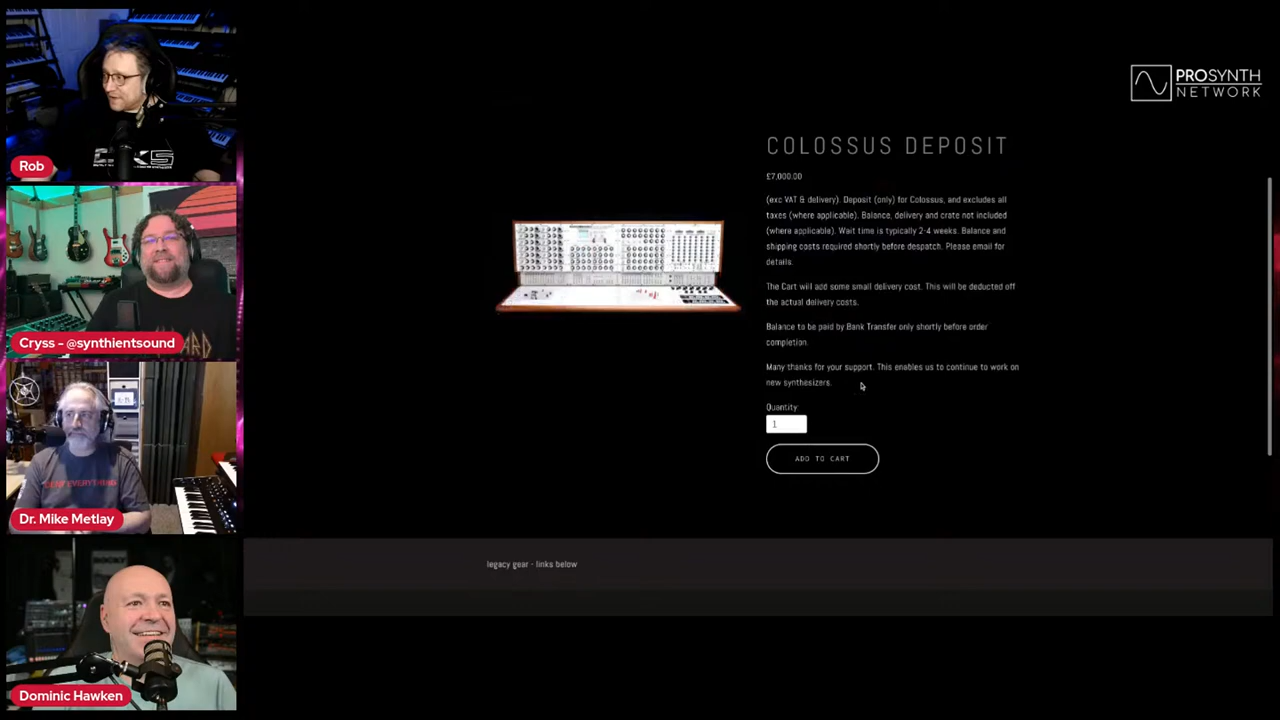 Rob
Cryss - @synthientsound
Dr. Mike Metlay
Dominic Hawken
PROSYNTH
NETWORK
COLOSSUS DEPOSIT
£7,000.00
(exc VAT & delivery). Deposit (only) for Colossus, and excludes all
taxes (where applicable). Balance, delivery and crate not included
(where applicable). Wait time is typically 2-4 weeks. Balance and
shipping costs required shortly before despatch. Please email for
details.
The Cart will add some small delivery cost. This will be deducted off
the actual delivery costs.
Balance to be paid by Bank Transfer only shortly before order
completion.
Many thanks for your support. This enables us to continue to work on
new synthesizers.
Quantity
1
ADD TO CART
legacy gear - links below